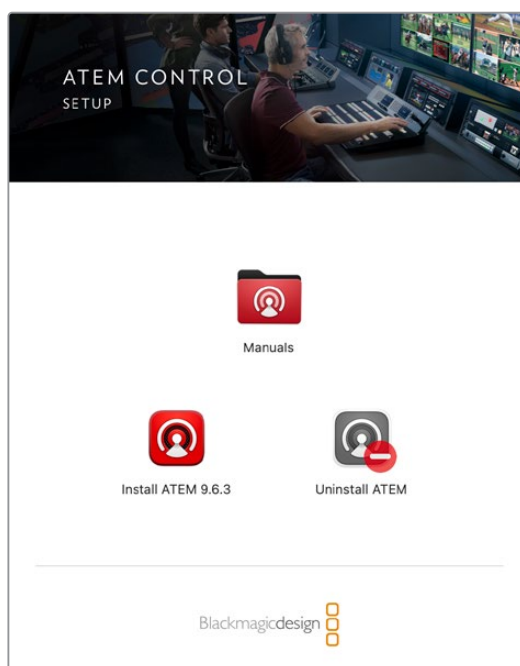 ATEM CONTROL
SETUP
Manuals
Install ATEM 9.6.3
Uninstall ATEM
Blackmagicdesign